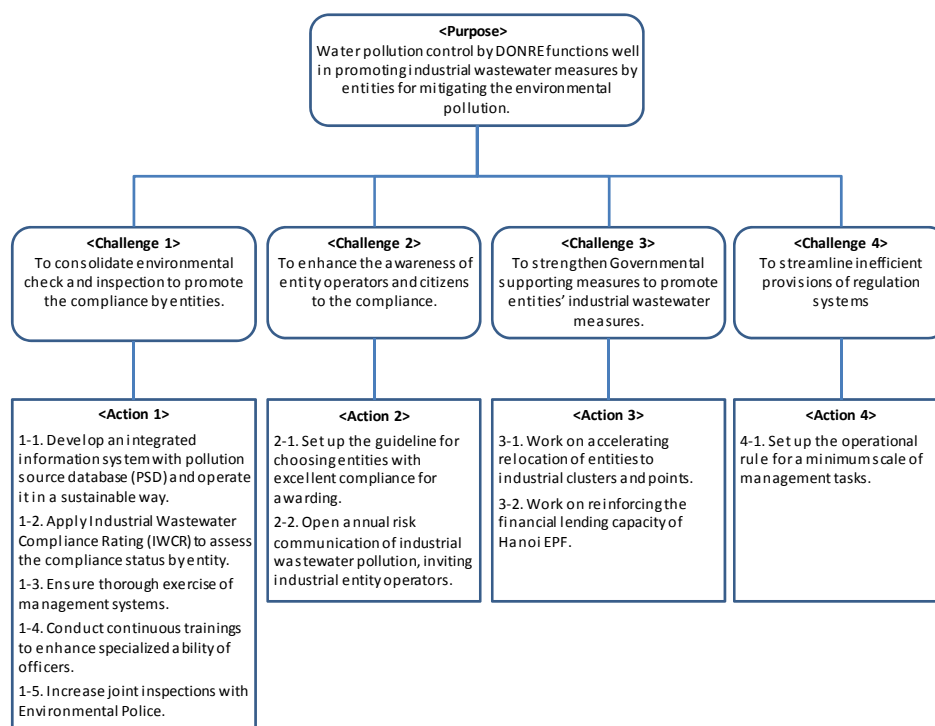 <Purpose>
Water pollution control by DONRE functions well
in promoting industrial wastewater measures by
entities for mitigating the environmental
pollution.
<Challenge 1>
To consolidate environmental
check and inspection to promote
the compliance by entities.
<Challenge 2>
To enhance the awareness of
entity operators and citizens to the
compliance.
<Challenge 3>
To strengthen Governmental
supporting measures to promote
entities' industrial wastewater
measures.
<Challenge 4>
To streamline inefficient
provisions of regulation
systems
<Action 1>
1-1. Develop an integrated
information system with pollution
source database (PSD) and operate
it in a sustainable way.
1-2. Apply Industrial Wastewater
Compliance Rating (IWCR) to assess
the compliance status by entity.
1-3. Ensure thorough exercise of
management systems.
1-4. Conduct continuous trainings
to enhance specialized ability of
officers.
1-5. Increase joint inspections with
Environmental Police.
<Action 2>
2-1. Set up the guideline for
choosing entities with
excellent compliance for
awarding.
2-2. Open annual risk
communication of industrial
wastewater pollution, inviting
industrial entity operators.
<Action 3>
3-1. Work on accelerating
relocation of entities to
industrial clusters and points.
3-2. Work on reinforcing the
financial lending capacity of
Hanoi EPF.
<Action 4>
4-1. Set up the operational
rule for a minimum scale of
management tasks.